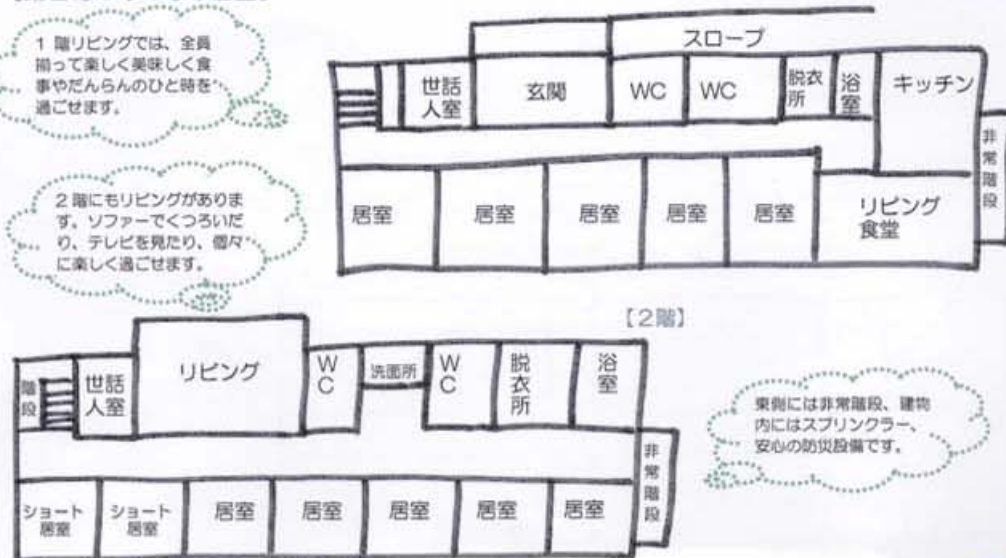 1 階リビングでは、全員
揃って楽しく美味しく食
事やだんらんのひと時を
過ごせます。
スロープ
世話
人室
玄関
WC
WC
脱衣
所
浴
室
キッチン
非
常
階
段
居室
居室
居室
居室
居室
リビング
食堂
2 階にもリビングがありま
す。ソファーでくつろいだ
り、テレビを見たり、個々
に楽しく過ごせます。
【2階】
階
段
世話
人室
リビング
W
C
洗面所
W
C
脱
衣
所
浴
室
非
常
階
段
ショート
居室
ショート
居室
居室
居室
居室
居室
居室
東側には非常階段、建物
内にはスプリンクラー、
安心の防災設備です。